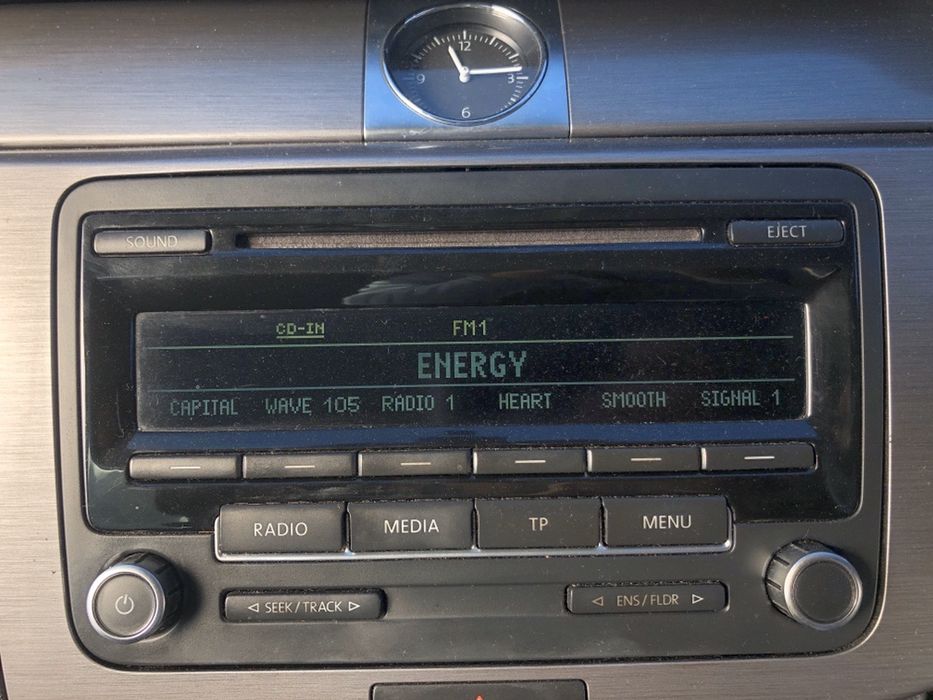 12
9 3
6
SOUND EJECT
CD-IN FM1
ENERGY
CAPITAL WAVE 105 RADIO 1 HEART SMOOTH SIGNAL 1
RADIO MEDIA TP MENU
◁ SEEK / TRACK ▷ ◁ ENS / FLDR ▷